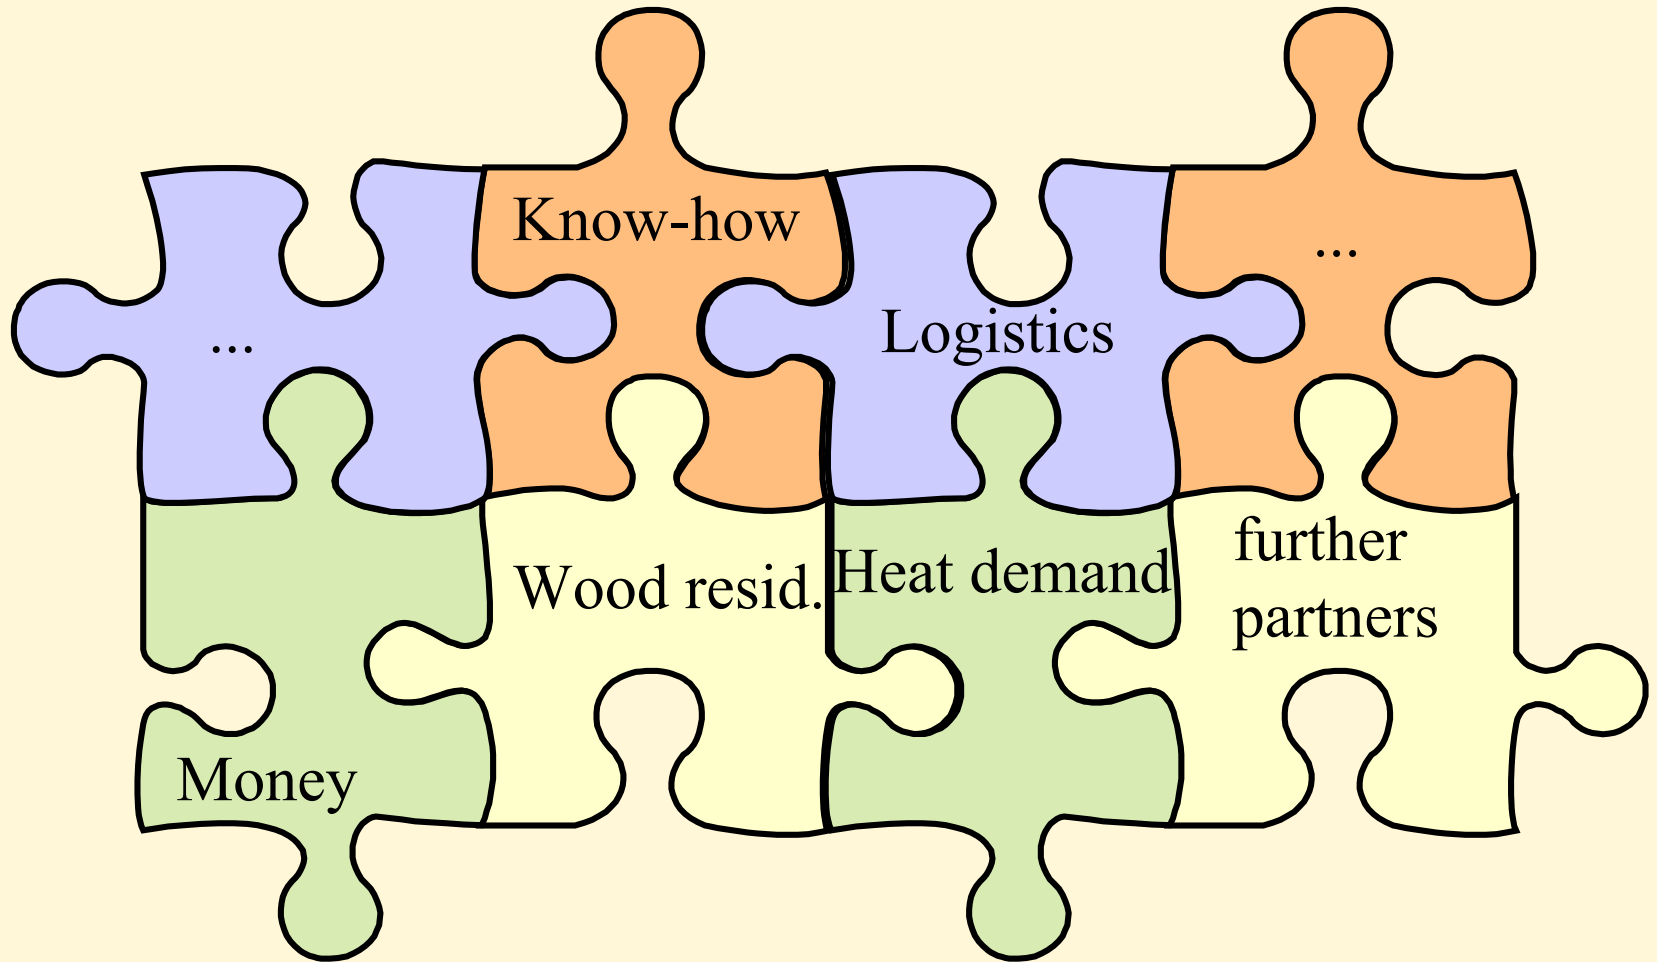 Know-how
...
...
Logistics
Wood resid.
Heat demand
further
partners
Money